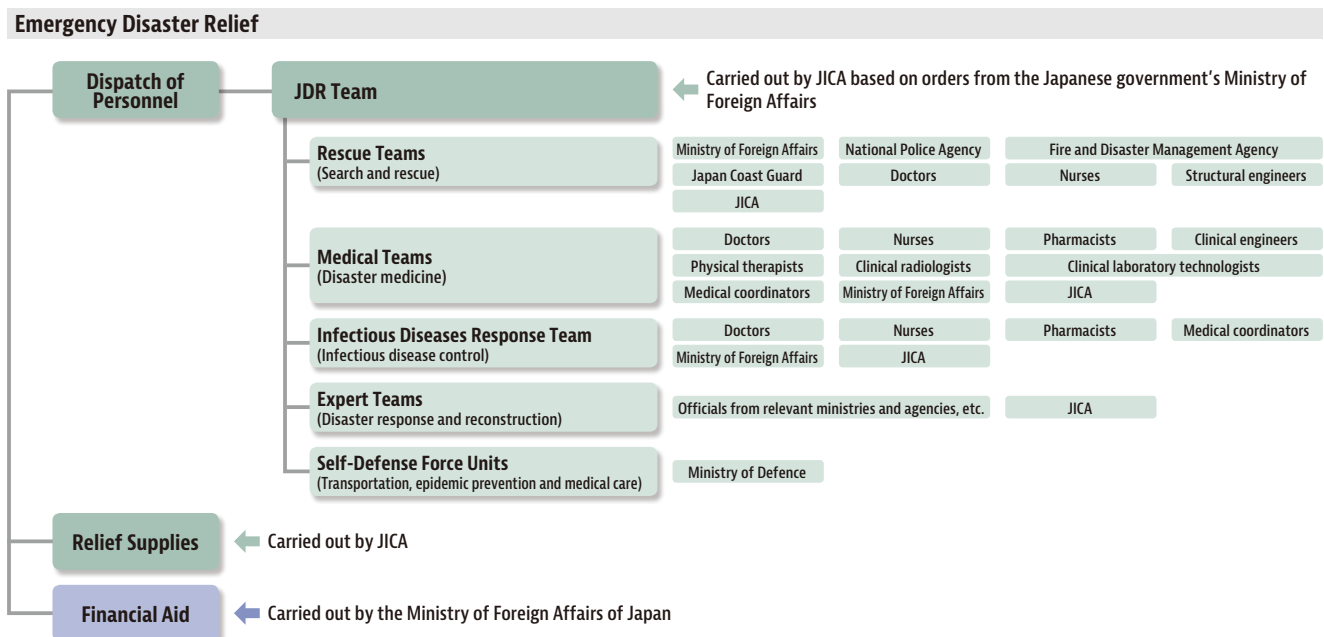 Emergency Disaster Relief
Dispatch of
Personnel
JDR Team
Carried out by JICA based on orders from the Japanese government's Ministry of
Foreign Affairs
Rescue Teams
(Search and rescue)
Ministry of Foreign Affairs
National Police Agency
Fire and Disaster Management Agency
Japan Coast Guard
Doctors
Nurses
Structural engineers
JICA
Medical Teams
(Disaster medicine)
Doctors
Nurses
Pharmacists
Clinical engineers
Physical therapists
Clinical radiologists
Clinical laboratory technologists
Medical coordinators
Ministry of Foreign Affairs
JICA
Infectious Diseases Response Team
(Infectious disease control)
Doctors
Nurses
Pharmacists
Medical coordinators
Ministry of Foreign Affairs
JICA
Expert Teams
(Disaster response and reconstruction)
Officials from relevant ministries and agencies, etc.
JICA
Self-Defense Force Units
(Transportation, epidemic prevention and medical care)
Ministry of Defence
Relief Supplies
Carried out by JICA
Financial Aid
Carried out by the Ministry of Foreign Affairs of Japan